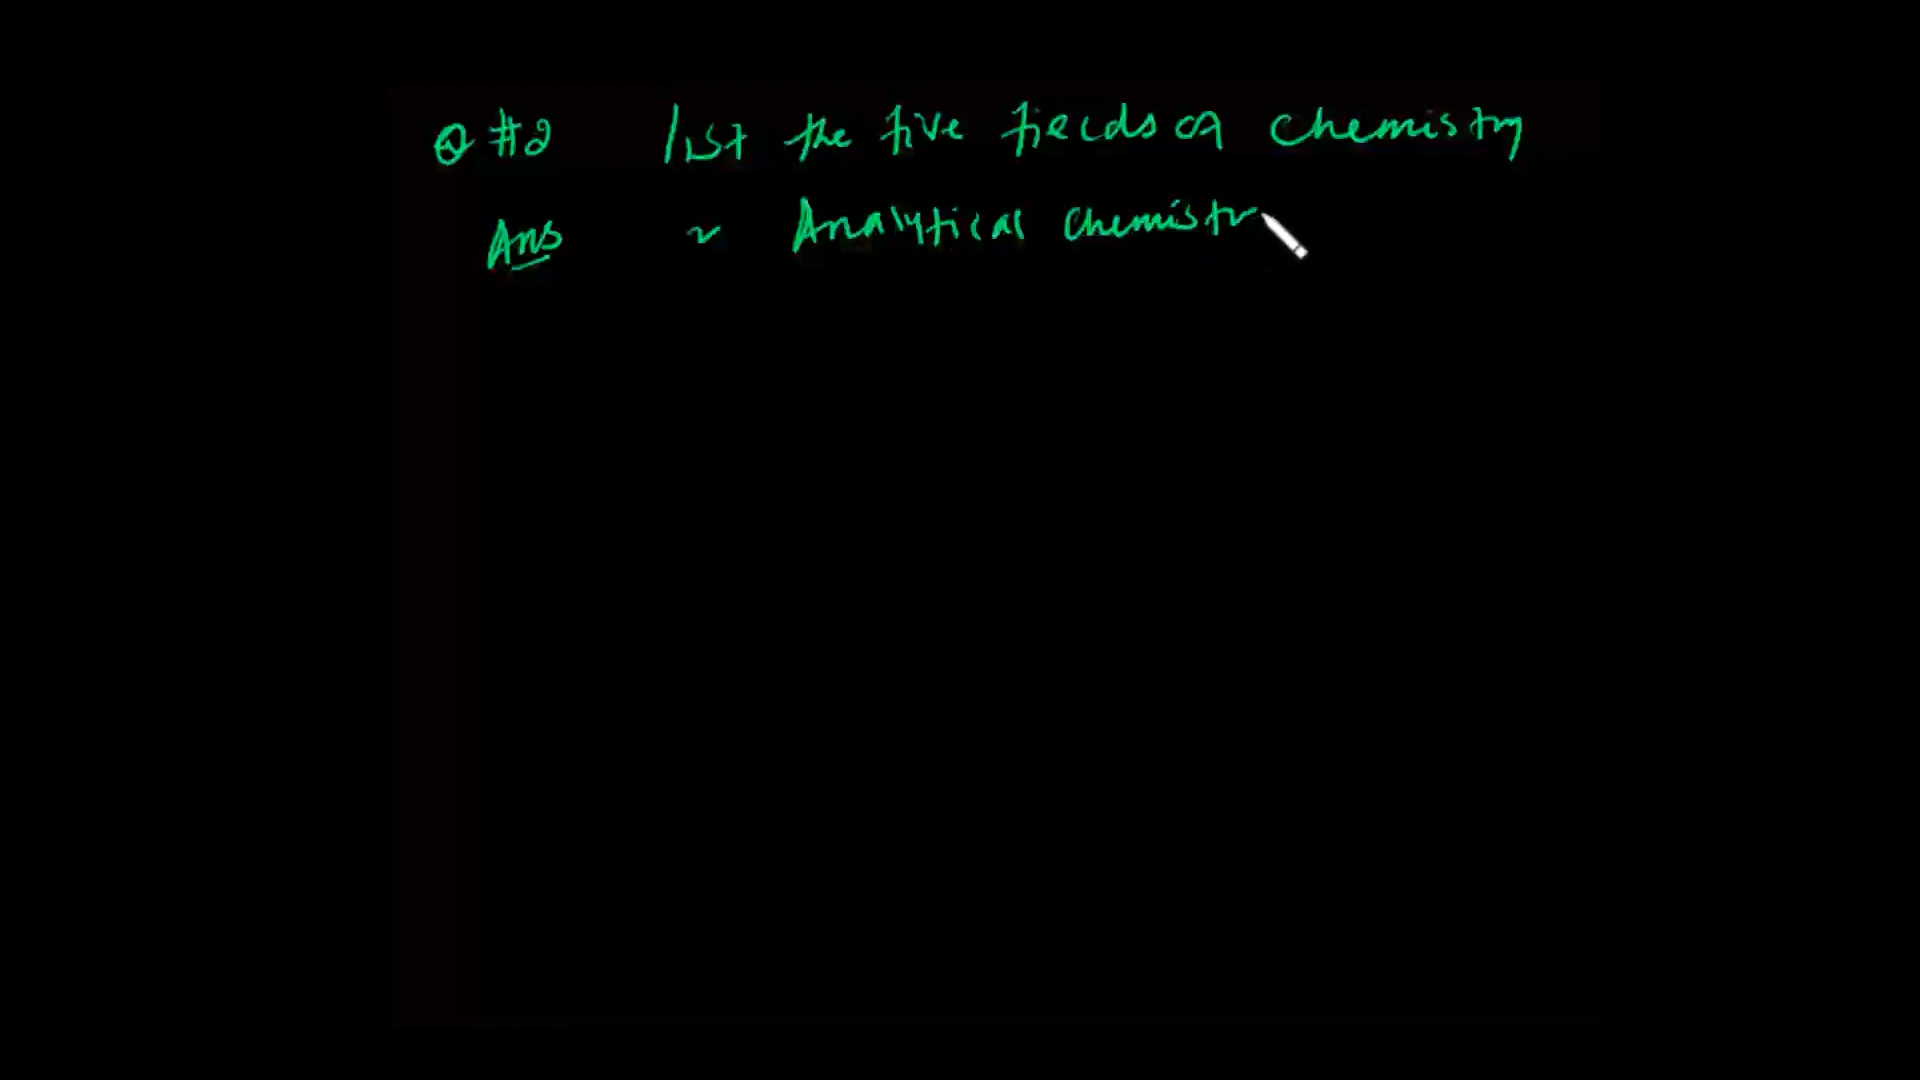 Q #2 list the five fields of chemistry
Ans ~ Analytical chemistr